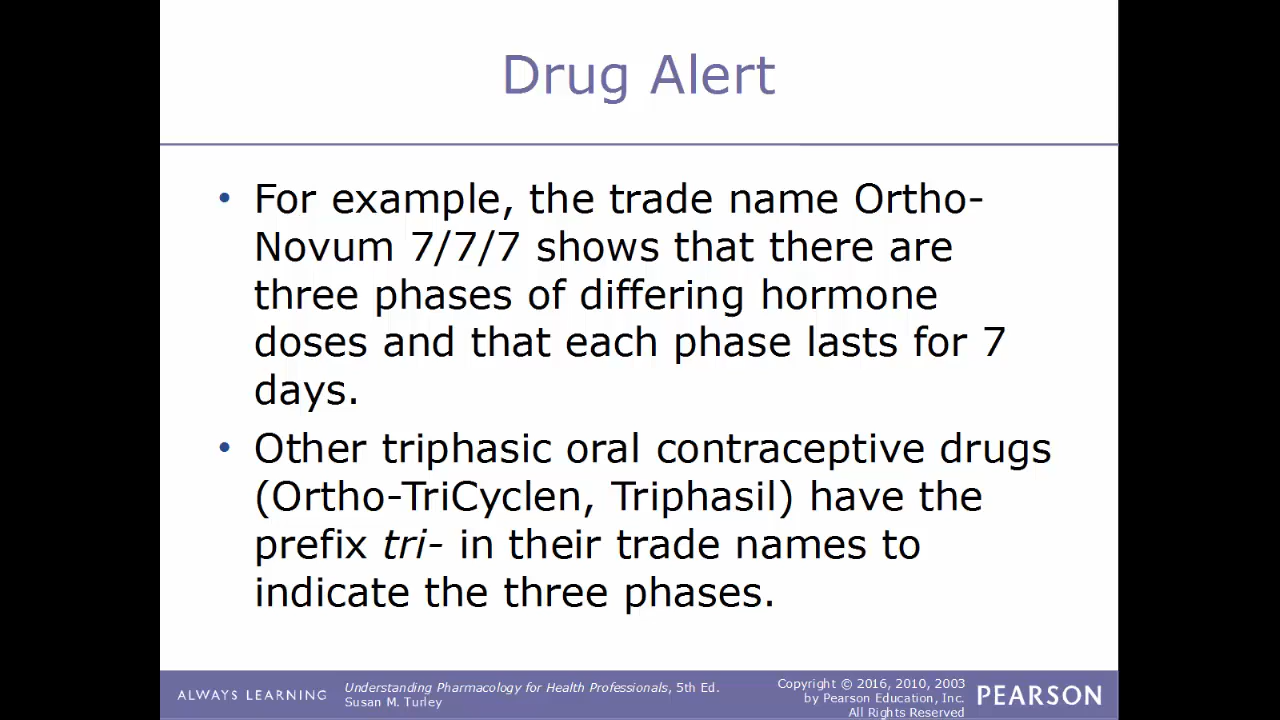 Drug Alert
• For example, the trade name Ortho-
Novum 7/7/7 shows that there are
three phases of differing hormone
doses and that each phase lasts for 7
days.
• Other triphasic oral contraceptive drugs
(Ortho-TriCyclen, Triphasil) have the
prefix tri- in their trade names to
indicate the three phases.
ALWAYS LEARNING
Understanding Pharmacology for Health Professionals, 5th Ed.
Susan M. Turley
Copyright © 2016, 2010, 2003
by Pearson Education, Inc.
All Rights Reserved
PEARSON